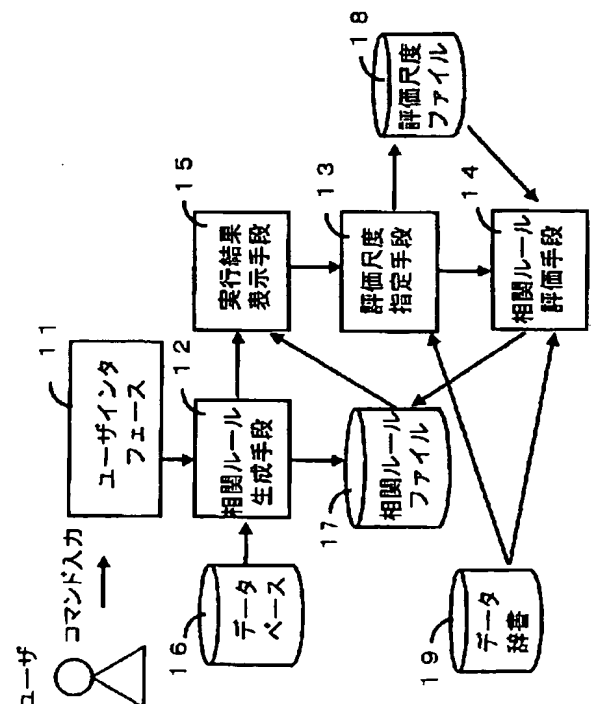 ユーザ
コマンド入力
11
ユーザインタ
フェース
16
データ
ベース
12
相関ルール
生成手段
15
実行結果
表示手段
17
相関ルール
ファイル
13
評価尺度
指定手段
18
評価尺度
ファイル
19
データ
辞書
14
相関ルール
評価手段